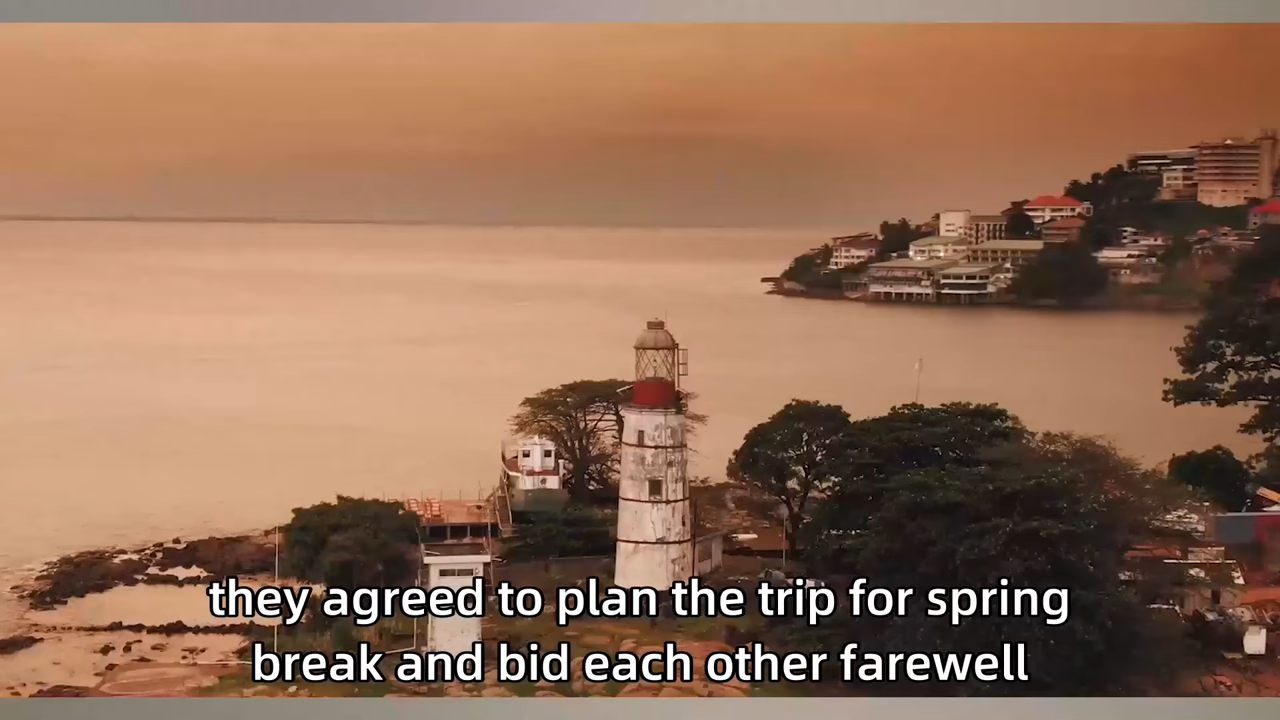 they agreed to plan the trip for spring
break and bid each other farewell